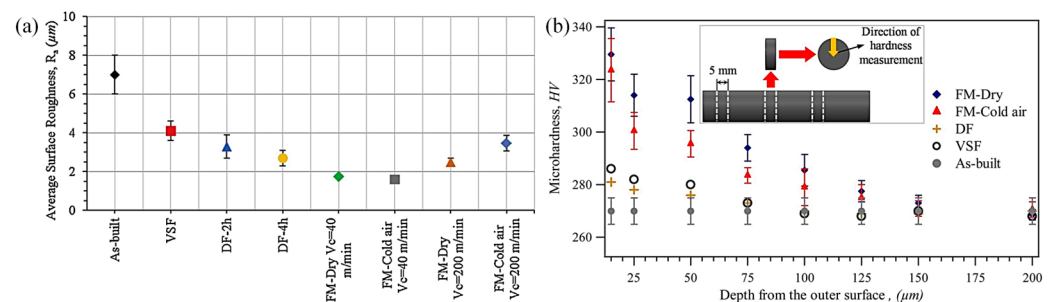 (a)
Average Surface Roughness, Ra (µm)
10
8
6
4
2
0
As-built
VSF
DF-2h
DF-4h
FM-Dry Vc=40
m/min
FM-Cold air
Vc=40 m/min
FM-Dry
Vc=200 m/min
FM-Cold air
Vc=200 m/min
(b)
Microhardness, HV
340
320
300
280
260
25
50
75
100
125
150
175
200
Depth from the outer surface , (µm)
5 mm
Direction of
hardness
measurement
FM-Dry
FM-Cold air
DF
VSF
As-built